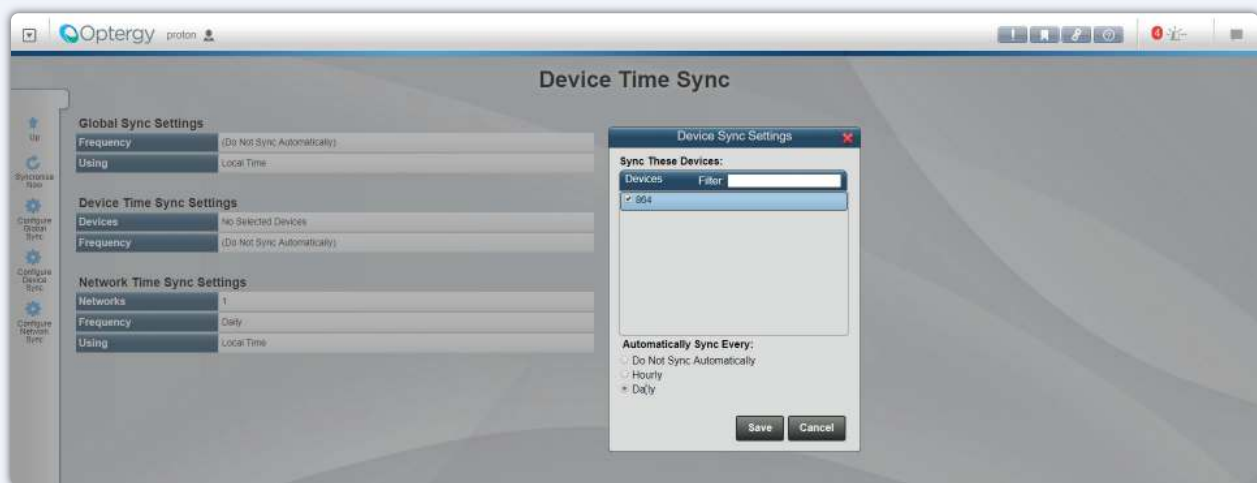 Optergy proton
4
Device Time Sync
Up
Syncronise
Now
Configure
Global
Sync
Configure
Device
Sync
Configure
Network
Sync
Global Sync Settings
Frequency (Do Not Sync Automatically)
Using Local Time
Device Time Sync Settings
Devices No Selected Devices
Frequency (Do Not Sync Automatically)
Network Time Sync Settings
Networks 1
Frequency Daily
Using Local Time
Device Sync Settings
Sync These Devices:
Devices Filter
864
Automatically Sync Every:
Do Not Sync Automatically
Hourly
Daily
Save Cancel